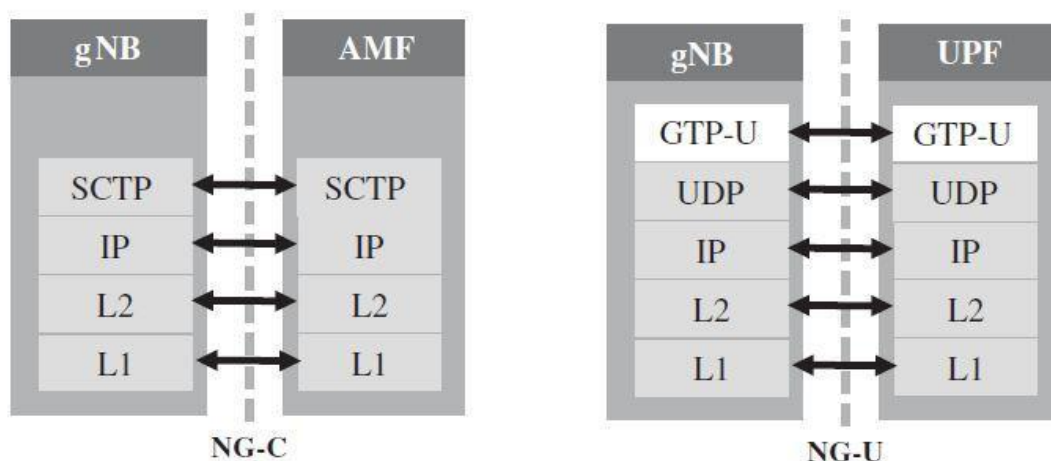 gNB AMF
SCTP SCTP
IP IP
L2 L2
L1 L1
NG-C
gNB UPF
GTP-U GTP-U
UDP UDP
IP IP
L2 L2
L1 L1
NG-U